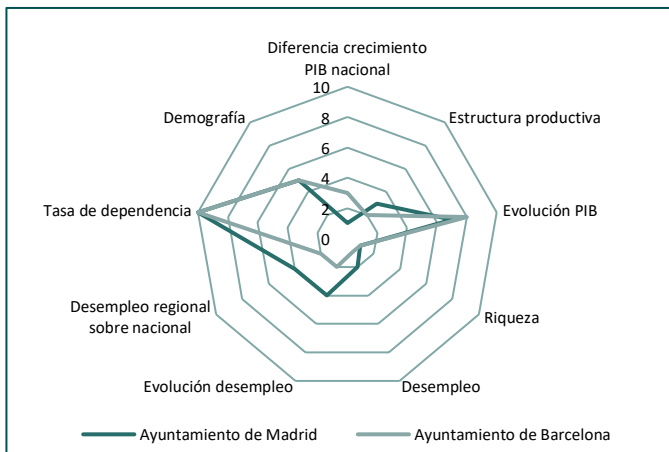 Diferencia crecimiento
PIB nacional
Estructura productiva
Evolución PIB
Riqueza
Desempleo
Evolución desempleo
Desempleo regional
sobre nacional
Tasa de dependencia
Demografía
10
8
6
4
2
0
Ayuntamiento de Madrid
Ayuntamiento de Barcelona